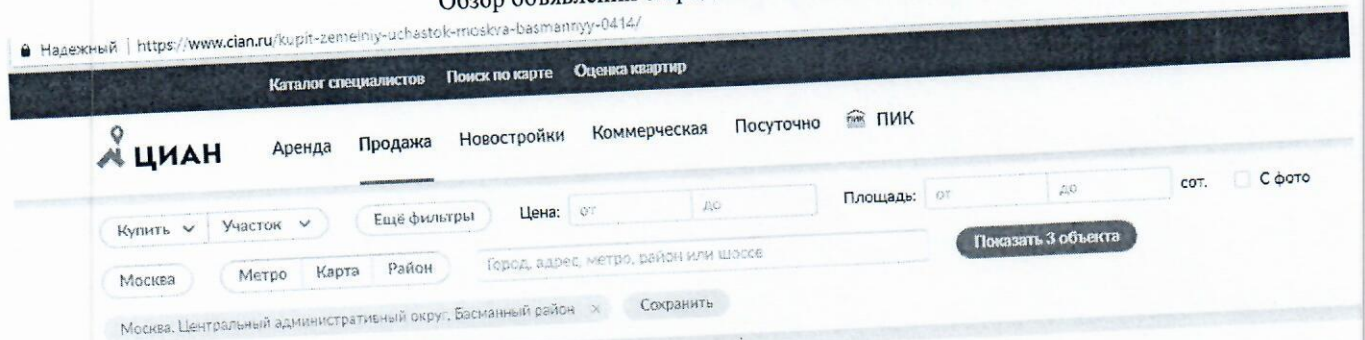 Обзор объявлений
Надежный | https://www.cian.ru/kupit-zemelniy-uchastok-moskva-basmannyy-0414/
Каталог специалистов Поиск по карте Оценка квартир
ЦИАН Аренда Продажа Новостройки Коммерческая Посуточно ПИК ПИК
Купить Участок Ещё фильтры Цена: от до Площадь: от до сот. С фото
Москва Метро Карта Район Город, адрес, метро, район или шоссе Показать 3 объекта
Москва, Центральный административный округ, Басманный район × Сохранить